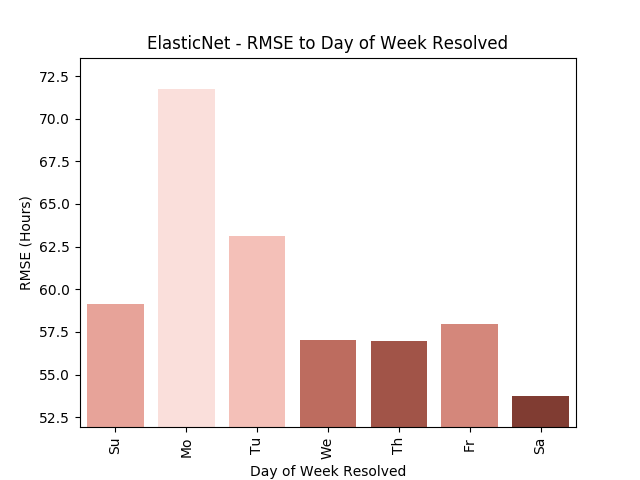 ElasticNet - RMSE to Day of Week Resolved
72.5
70.0
67.5
65.0
62.5
60.0
57.5
55.0
52.5
RMSE (Hours)
Su
Mo
Tu
We
Th
Fr
Sa
Day of Week Resolved